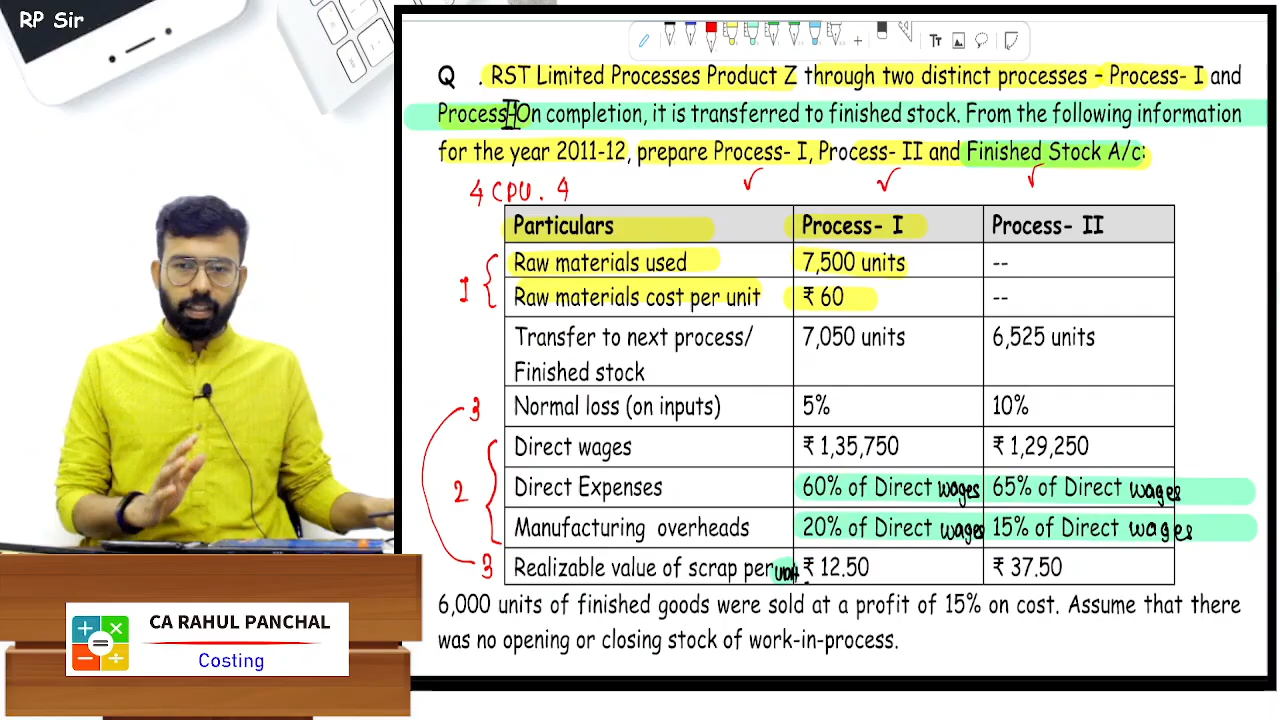 RP Sir
Q . RST Limited Processes Product Z through two distinct processes – Process- I and
Process-II On completion, it is transferred to finished stock. From the following information
for the year 2011-12, prepare Process- I, Process- II and Finished Stock A/c:
4 CPU. 4
Particulars Process- I Process- II
Raw materials used 7,500 units --
1
Raw materials cost per unit ₹ 60 --
Transfer to next process/ 7,050 units 6,525 units
Finished stock
3 Normal loss (on inputs) 5% 10%
Direct wages ₹ 1,35,750 ₹ 1,29,250
2 Direct Expenses 60% of Direct wages 65% of Direct wages
Manufacturing overheads 20% of Direct wages 15% of Direct wages
3 Realizable value of scrap per unit ₹ 12.50 ₹ 37.50
6,000 units of finished goods were sold at a profit of 15% on cost. Assume that there
was no opening or closing stock of work-in-process.
CA RAHUL PANCHAL
Costing